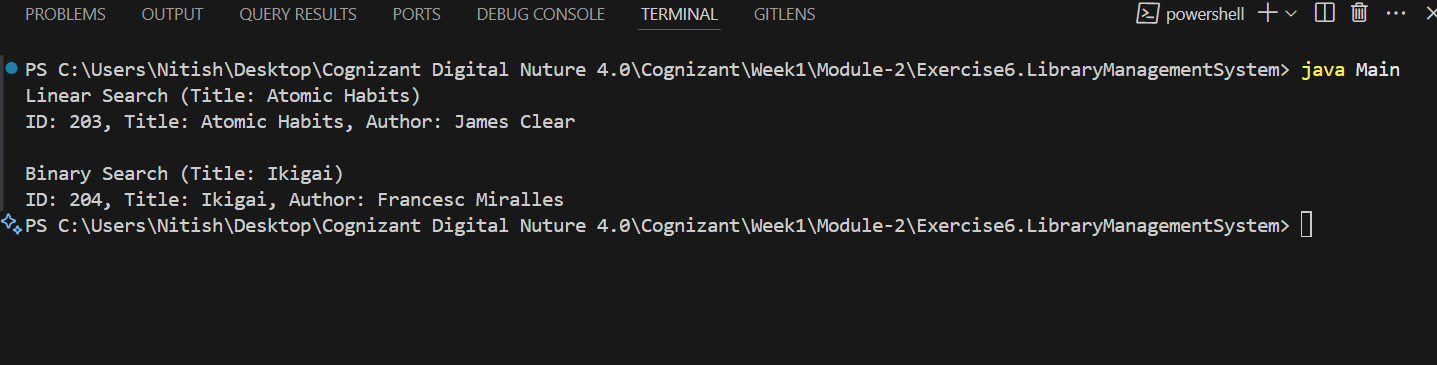 PROBLEMS OUTPUT QUERY RESULTS PORTS DEBUG CONSOLE TERMINAL GITLENS powershell
PS C:\Users\Nitish\Desktop\Cognizant Digital Nuture 4.0\Cognizant\Week1\Module-2\Exercise6.LibraryManagementSystem> java Main
Linear Search (Title: Atomic Habits)
ID: 203, Title: Atomic Habits, Author: James Clear
Binary Search (Title: Ikigai)
ID: 204, Title: Ikigai, Author: Francesc Miralles
PS C:\Users\Nitish\Desktop\Cognizant Digital Nuture 4.0\Cognizant\Week1\Module-2\Exercise6.LibraryManagementSystem>